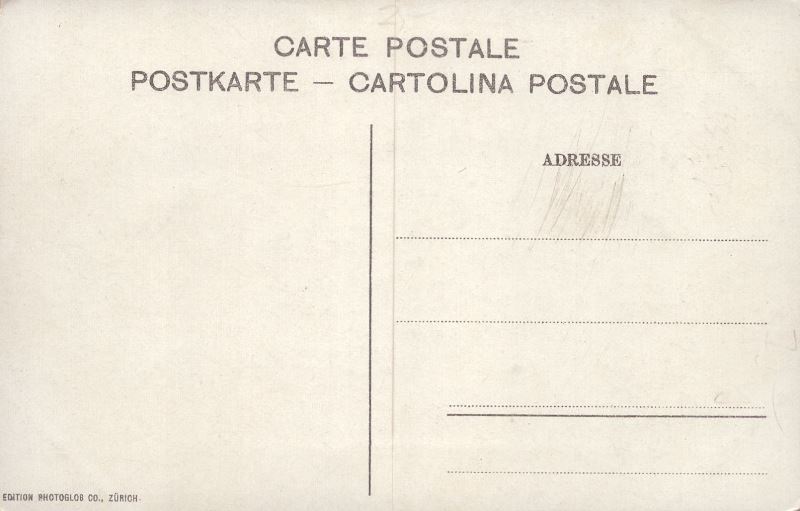 CARTE POSTALE
POSTKARTE — CARTOLINA POSTALE
ADRESSE
EDITION PHOTOGLOB CO., ZÜRICH.